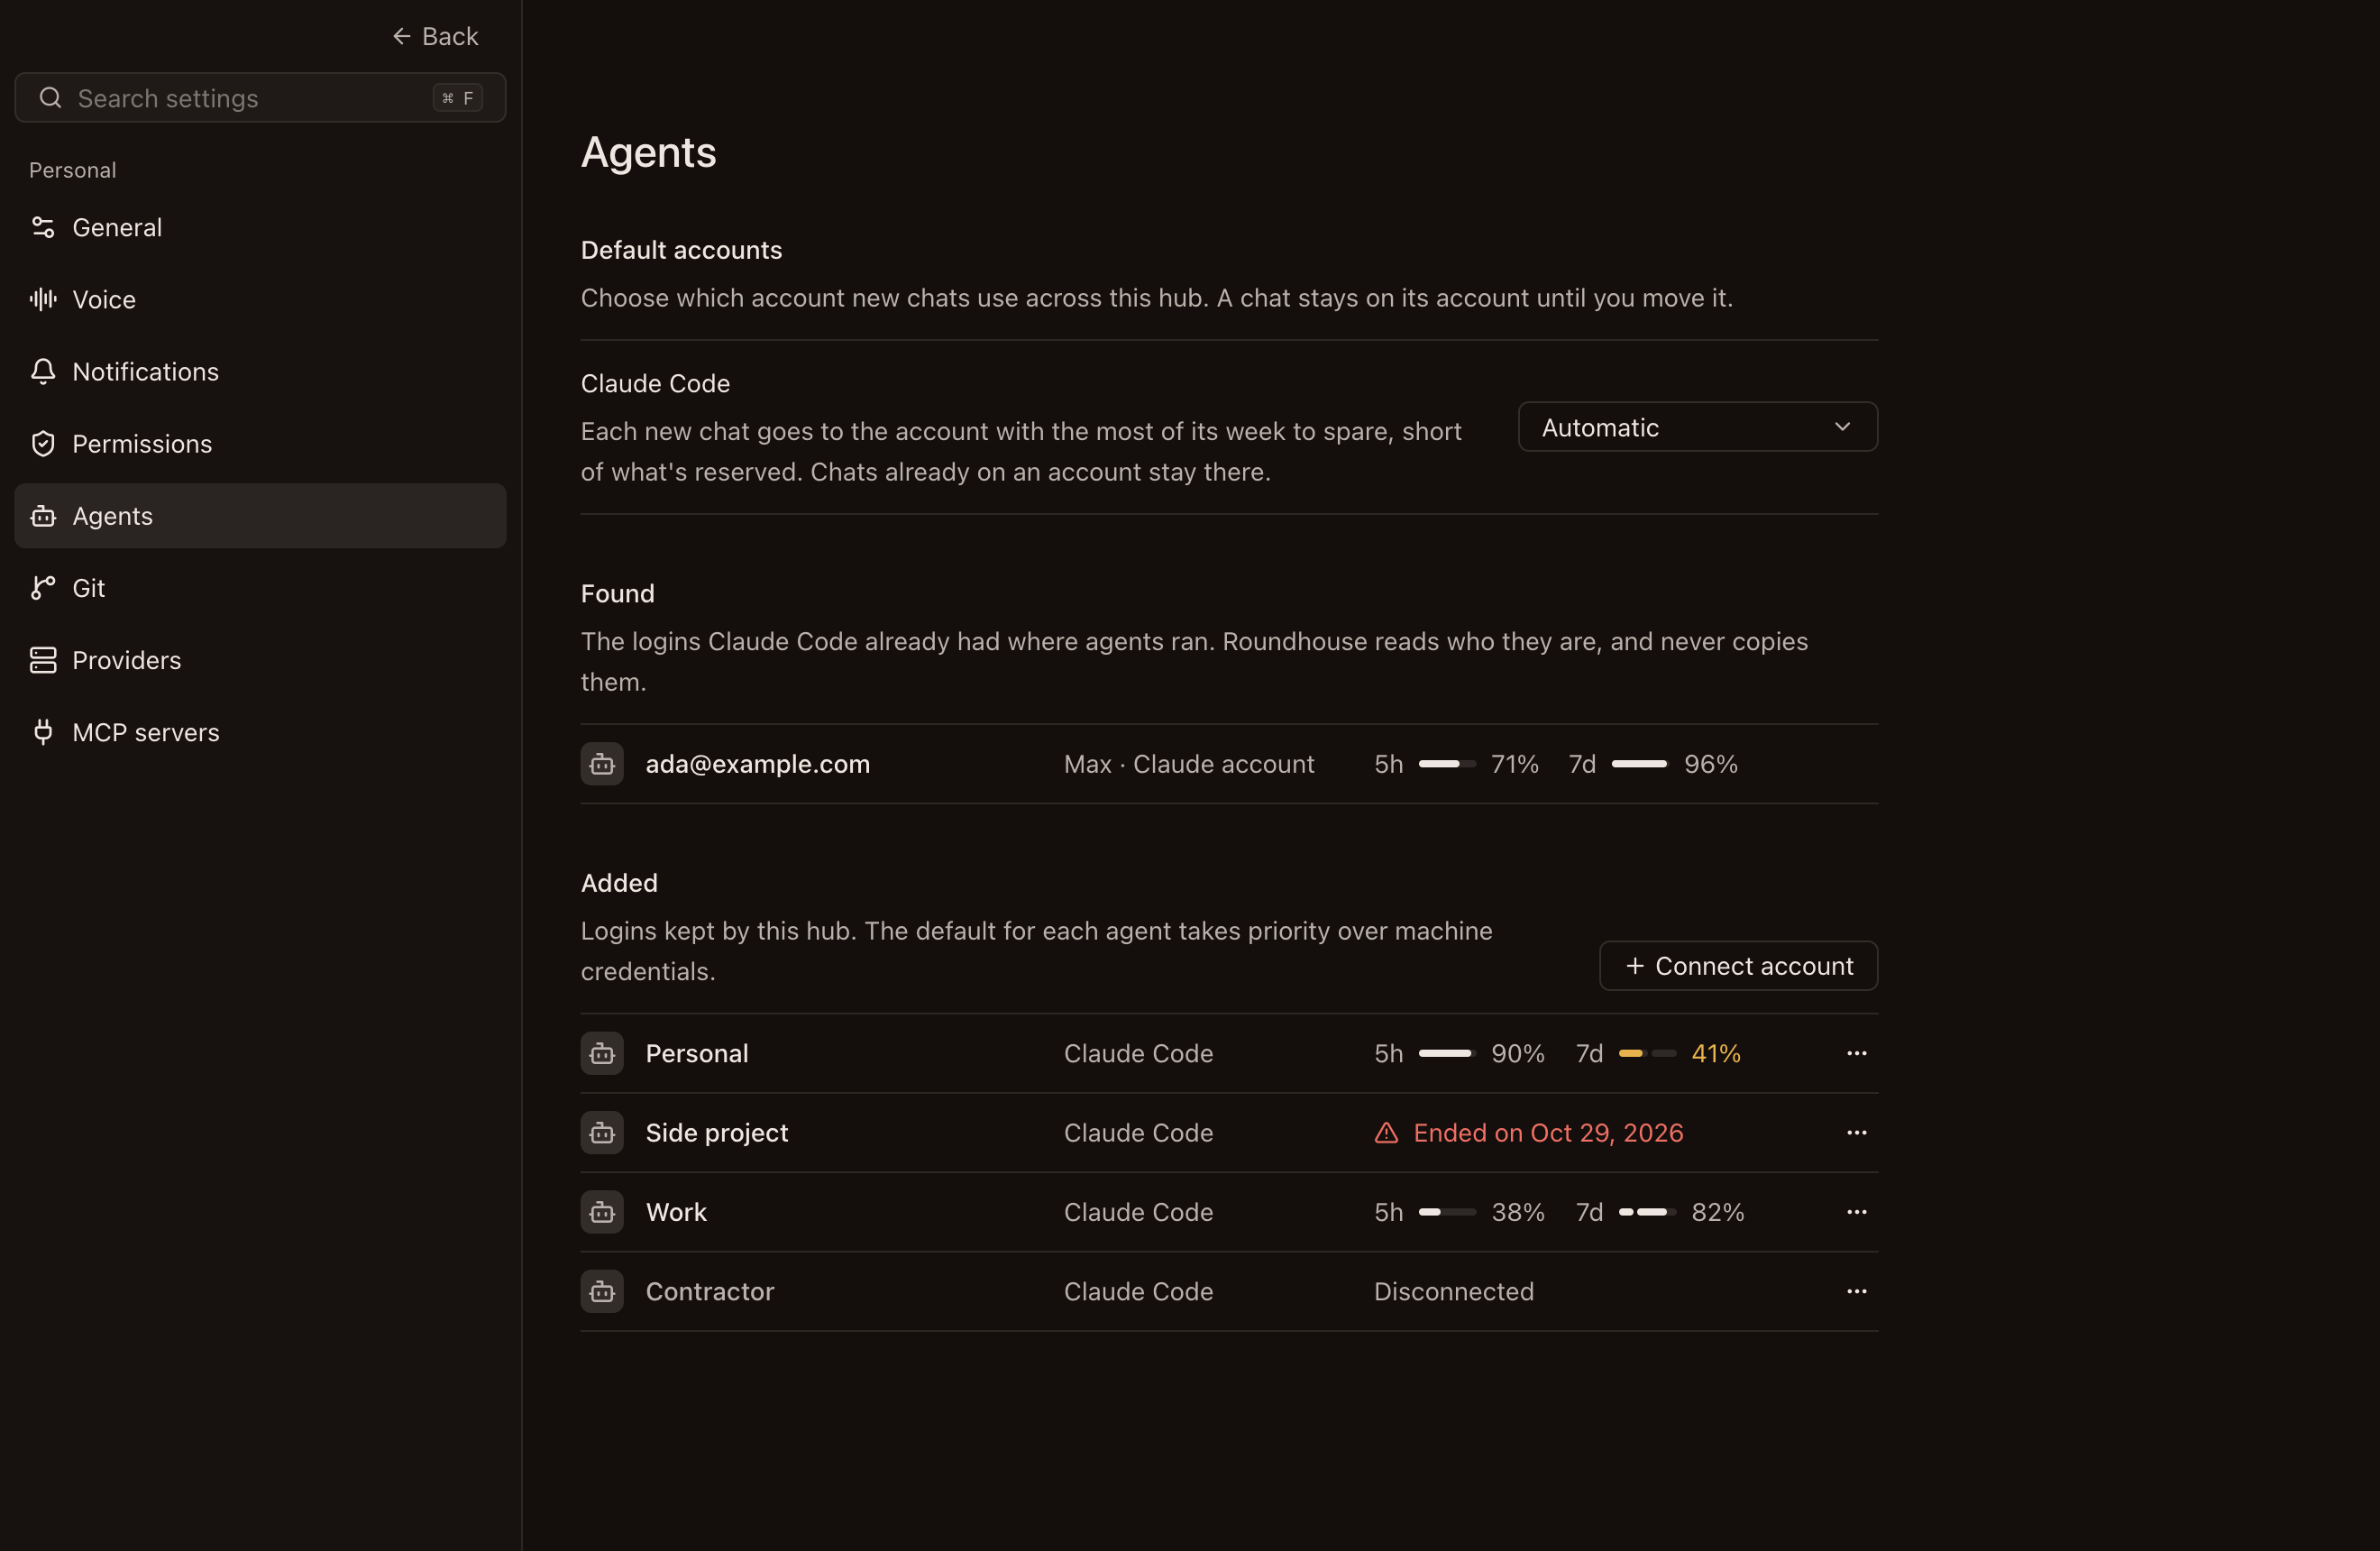 Back
Search settings
⌘ F
Personal
General
Voice
Notifications
Permissions
Agents
Git
Providers
MCP servers
Agents
Default accounts
Choose which account new chats use across this hub. A chat stays on its account until you move it.
Claude Code
Each new chat goes to the account with the most of its week to spare, short
of what's reserved. Chats already on an account stay there.
Automatic
Found
The logins Claude Code already had where agents ran. Roundhouse reads who they are, and never copies
them.
ada@example.com Max · Claude account 5h 71% 7d 96%
Added
Logins kept by this hub. The default for each agent takes priority over machine
credentials.
Connect account
Personal Claude Code 5h 90% 7d 41%
Side project Claude Code Ended on Oct 29, 2026
Work Claude Code 5h 38% 7d 82%
Contractor Claude Code Disconnected